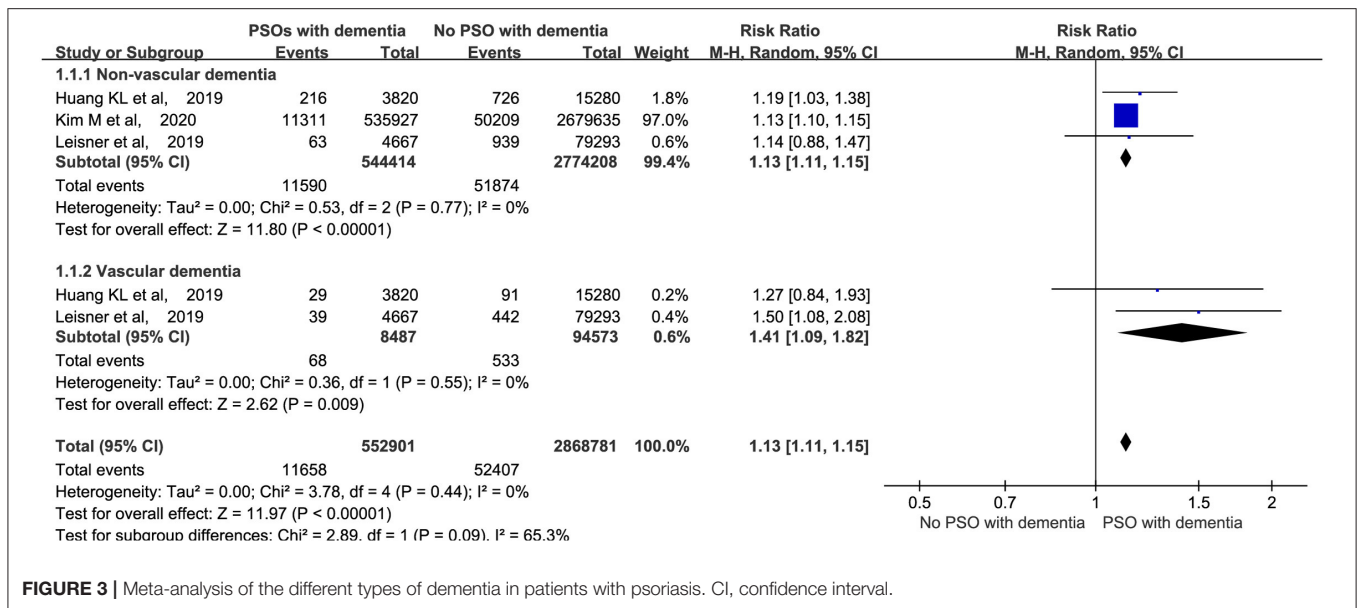 PSOs with dementia No PSO with dementia Risk Ratio Risk Ratio
Study or Subgroup Events Total Events Total Weight M-H, Random, 95% CI M-H, Random, 95% CI
1.1.1 Non-vascular dementia
Huang KL et al, 2019 216 3820 726 15280 1.8% 1.19 [1.03, 1.38]
Kim M et al, 2020 11311 535927 50209 2679635 97.0% 1.13 [1.10, 1.15]
Leisner et al, 2019 63 4667 939 79293 0.6% 1.14 [0.88, 1.47]
Subtotal (95% CI) 544414 2774208 99.4% 1.13 [1.11, 1.15]
Total events 11590 51874
Heterogeneity: Tau² = 0.00; Chi² = 0.53, df = 2 (P = 0.77); I² = 0%
Test for overall effect: Z = 11.80 (P < 0.00001)
1.1.2 Vascular dementia
Huang KL et al, 2019 29 3820 91 15280 0.2% 1.27 [0.84, 1.93]
Leisner et al, 2019 39 4667 442 79293 0.4% 1.50 [1.08, 2.08]
Subtotal (95% CI) 8487 94573 0.6% 1.41 [1.09, 1.82]
Total events 68 533
Heterogeneity: Tau² = 0.00; Chi² = 0.36, df = 1 (P = 0.55); I² = 0%
Test for overall effect: Z = 2.62 (P = 0.009)
Total (95% CI) 552901 2868781 100.0% 1.13 [1.11, 1.15]
Total events 11658 52407
Heterogeneity: Tau² = 0.00; Chi² = 3.78, df = 4 (P = 0.44); I² = 0%
Test for overall effect: Z = 11.97 (P < 0.00001)
Test for subgroup differences: Chi² = 2.89, df = 1 (P = 0.09), I² = 65.3%
0.5 0.7 1 1.5 2
No PSO with dementia PSO with dementia
FIGURE 3 | Meta-analysis of the different types of dementia in patients with psoriasis. CI, confidence interval.